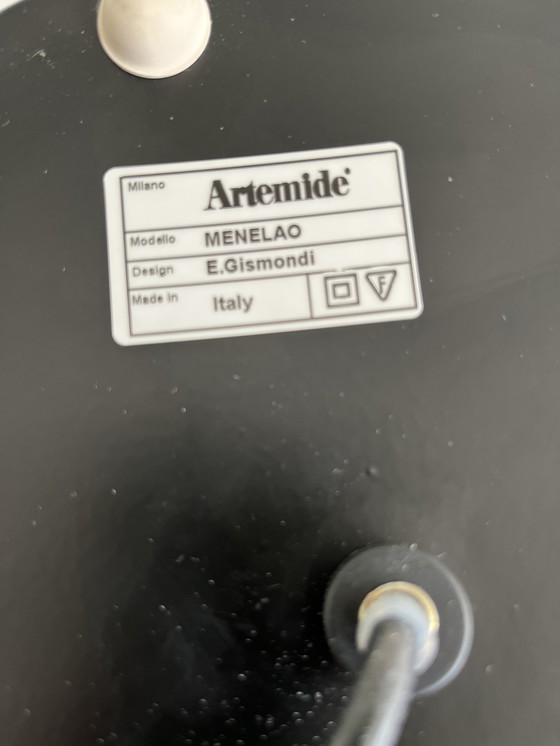 Milano Artemide®
Modello MENELAO
Design E.Gismondi
Made in Italy F